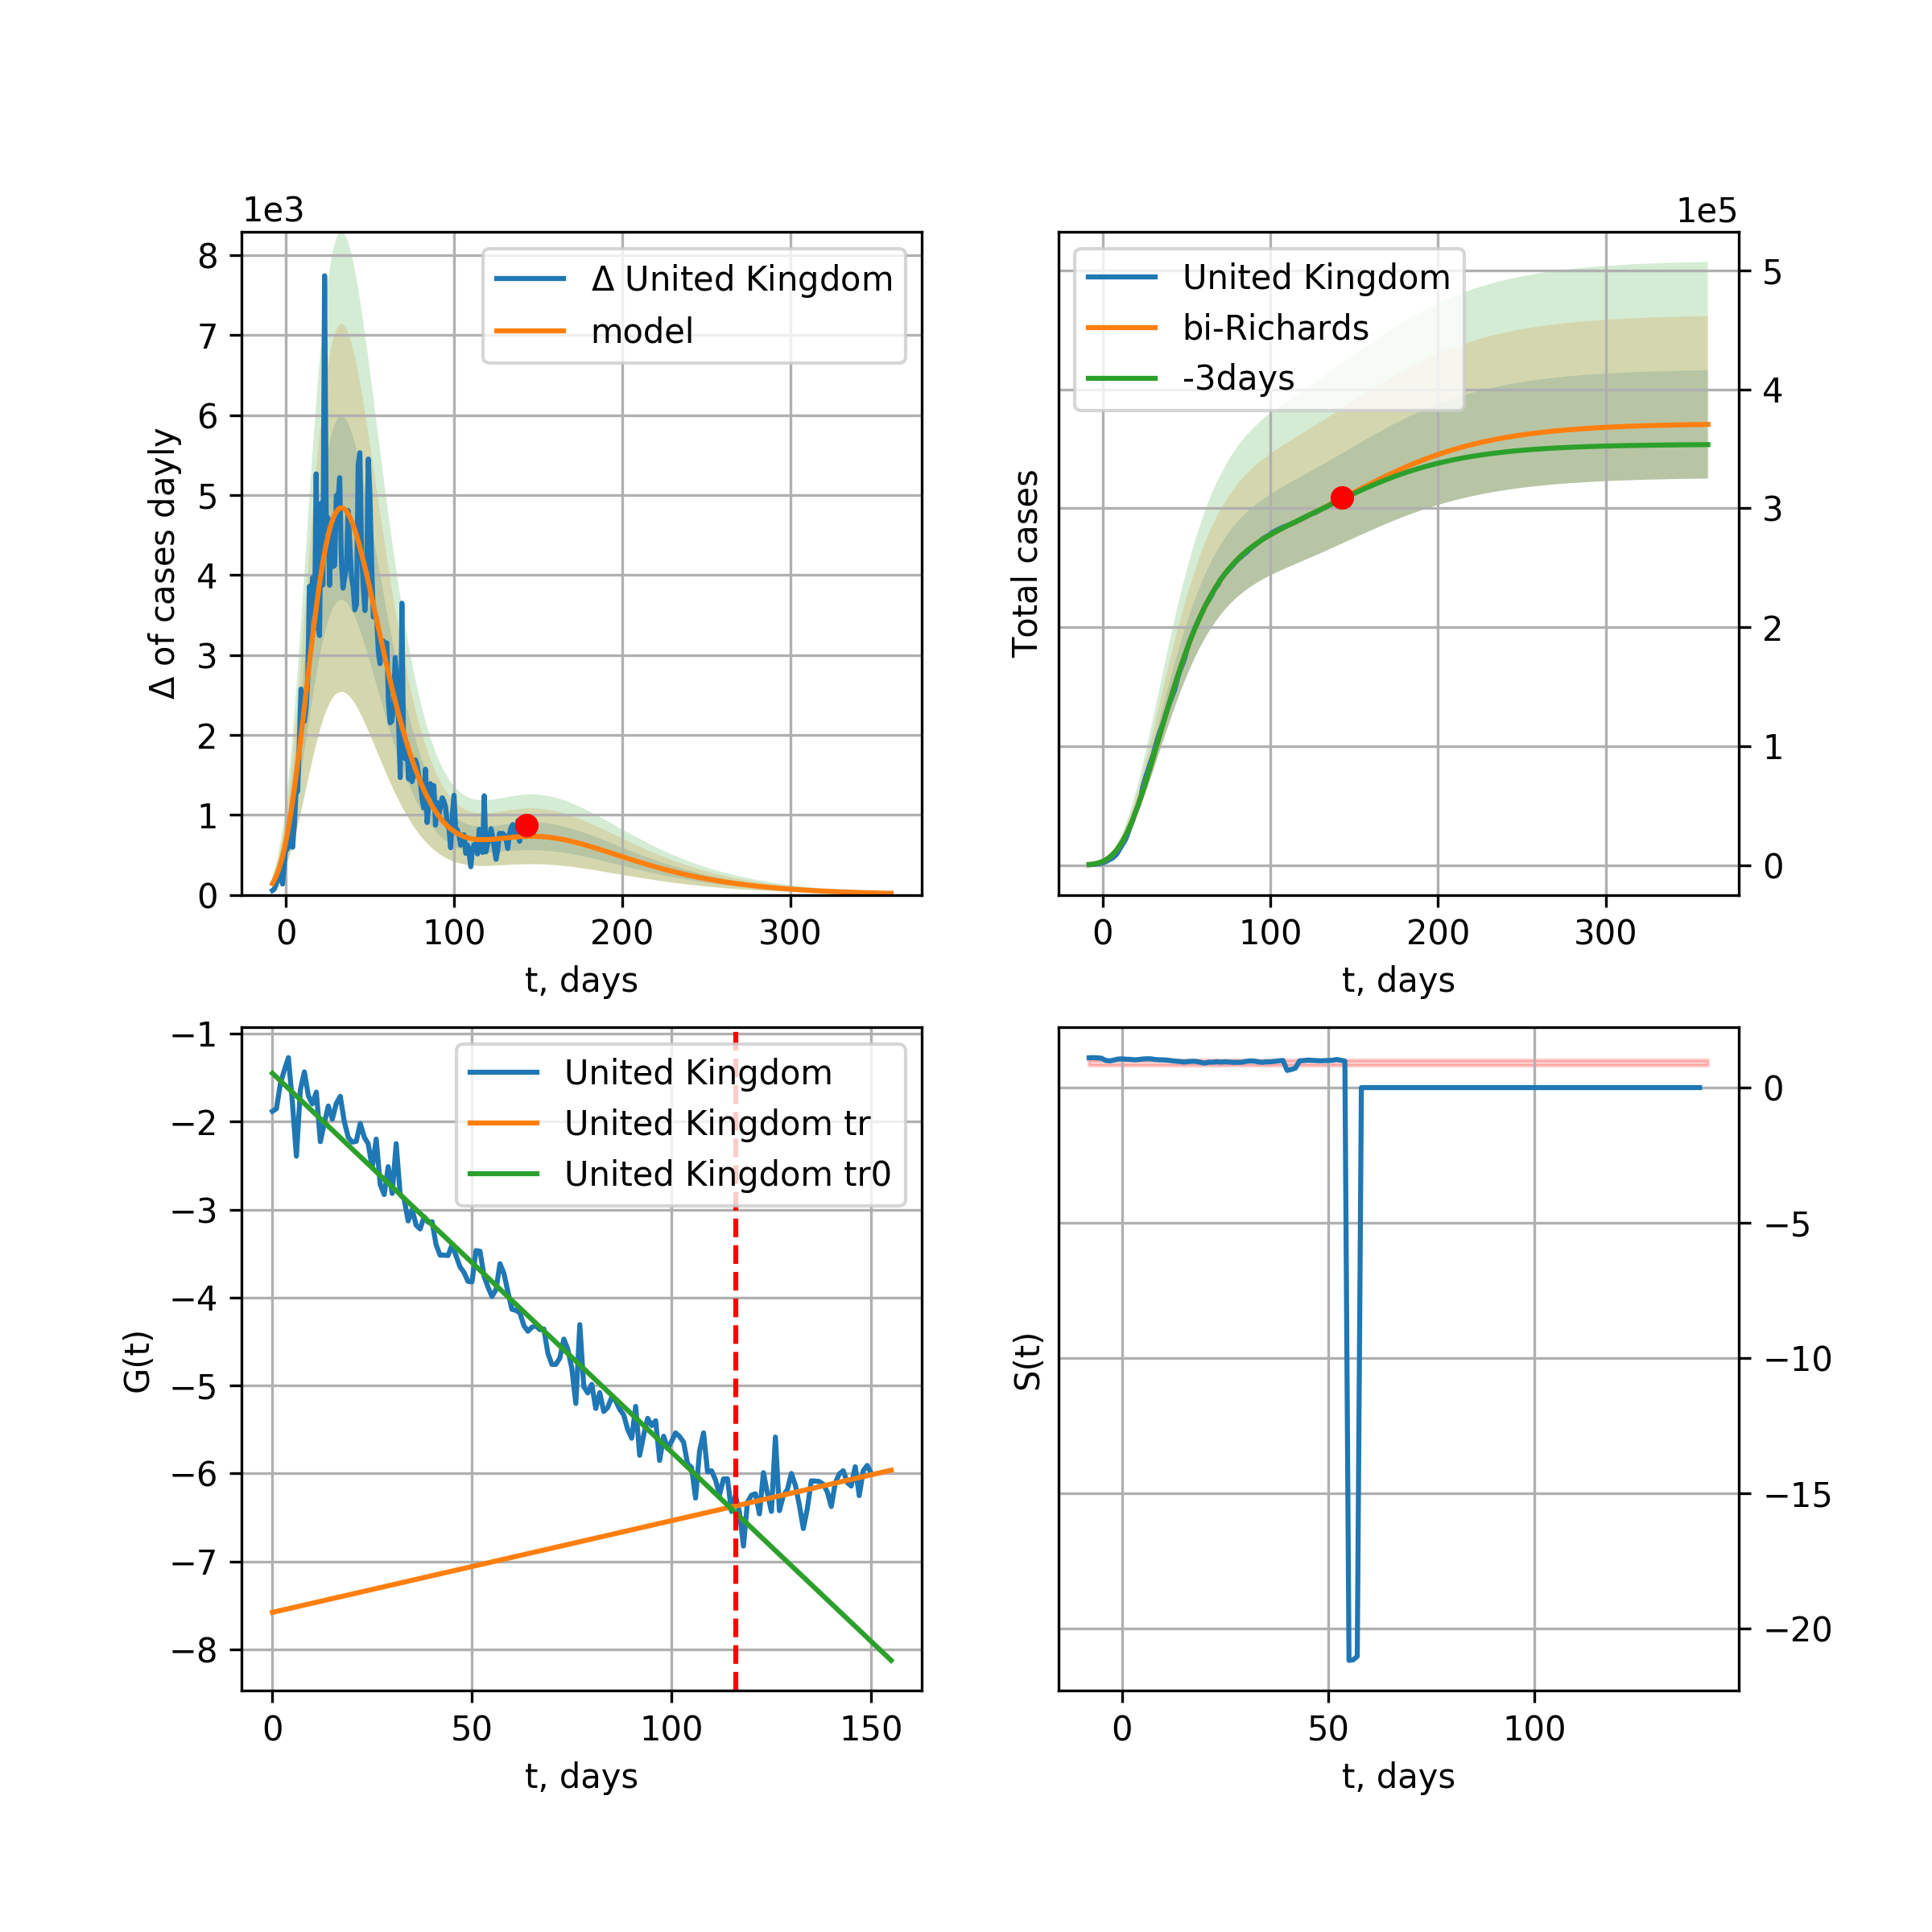 1e3
8
7
6
5
4
3
2
1
0
Δ of cases dayly
Δ United Kingdom
model
0
100
200
300
t, days
1e5
5
4
3
2
1
0
Total cases
United Kingdom
bi-Richards
-3days
0
100
200
300
t, days
−1
−2
−3
−4
−5
−6
−7
−8
G(t)
United Kingdom
United Kingdom tr
United Kingdom tr0
0
50
100
150
t, days
0
−5
−10
−15
−20
S(t)
0
50
100
t, days